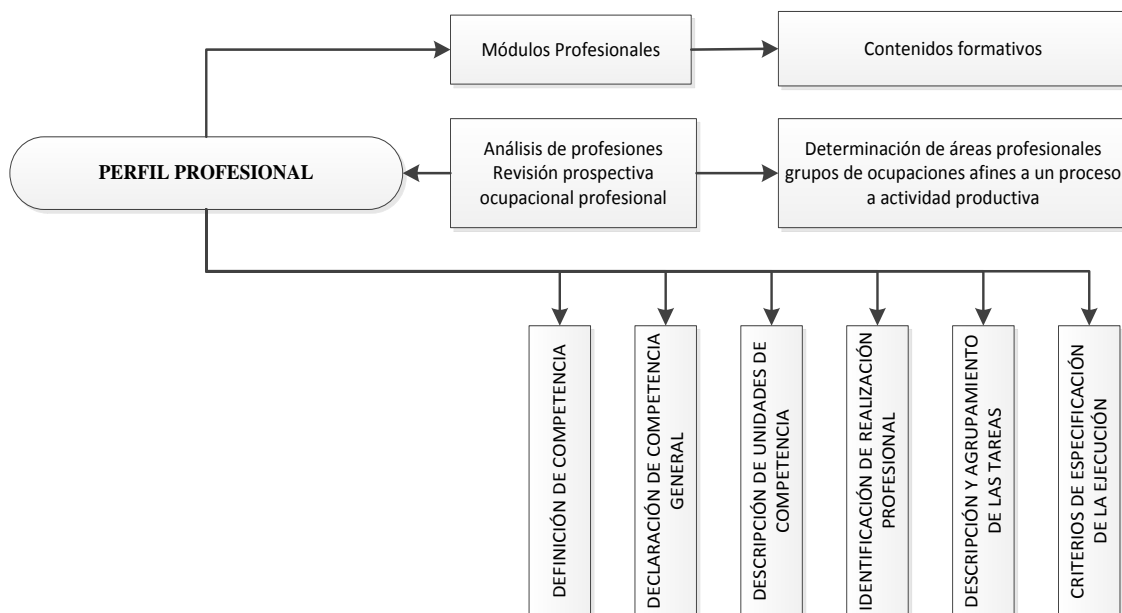 Módulos Profesionales
Contenidos formativos
PERFIL PROFESIONAL
Análisis de profesiones
Revisión prospectiva
ocupacional profesional
Determinación de áreas profesionales
grupos de ocupaciones afines a un proceso
a actividad productiva
DEFINICIÓN DE COMPETENCIA
DECLARACIÓN DE COMPETENCIA
GENERAL
DESCRIPCIÓN DE UNIDADES DE
COMPETENCIA
IDENTIFICACIÓN DE REALIZACIÓN
PROFESIONAL
DESCRIPCIÓN Y AGRUPAMIENTO
DE LAS TAREAS
CRITERIOS DE ESPECIFICACIÓN
DE LA EJECUCIÓN